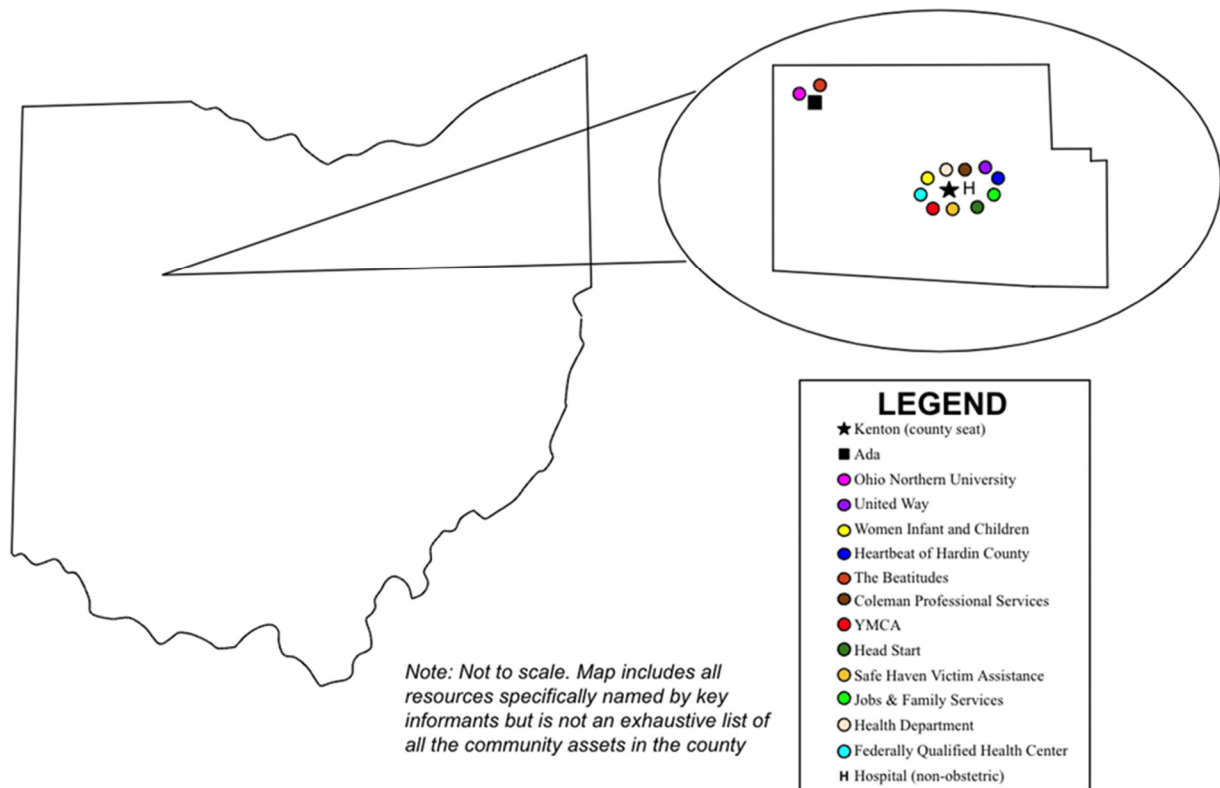 H
LEGEND
Kenton (county seat)
Ada
Ohio Northern University
United Way
Women Infant and Children
Heartbeat of Hardin County
The Beatitudes
Coleman Professional Services
YMCA
Head Start
Safe Haven Victim Assistance
Jobs & Family Services
Health Department
Federally Qualified Health Center
H Hospital (non-obstetric)
Note: Not to scale. Map includes all
resources specifically named by key
informants but is not an exhaustive list of
all the community assets in the county